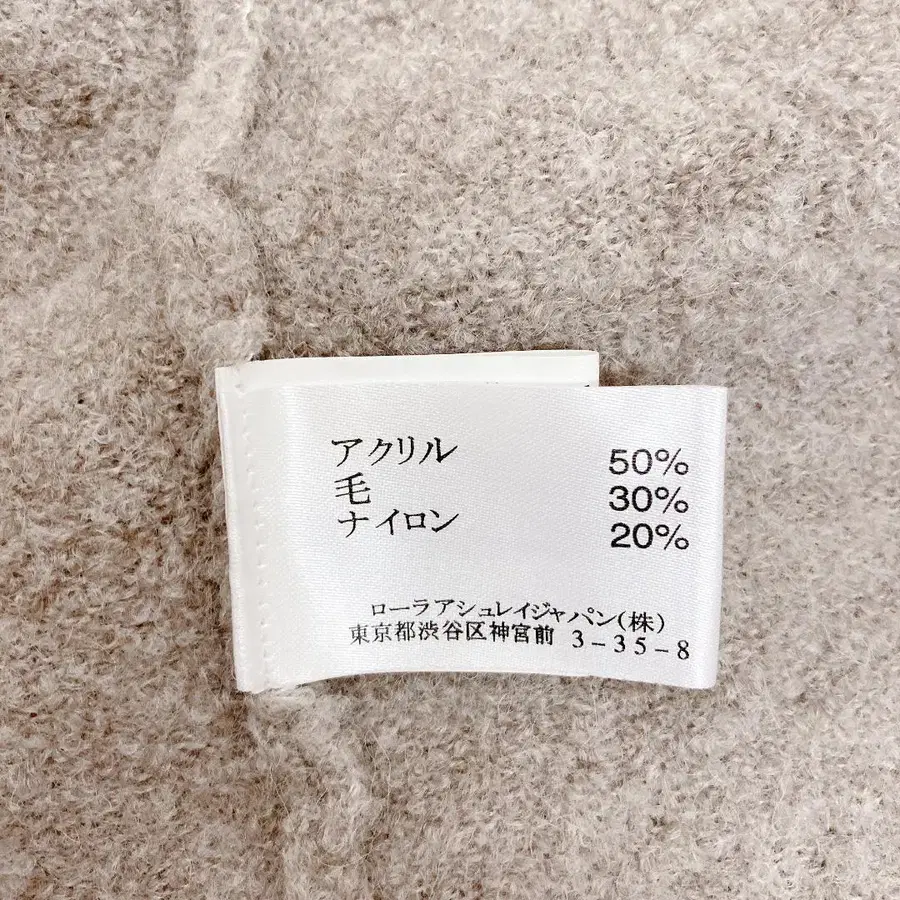 アクリル 50%
毛 30%
ナイロン 20%
ローラアシュレイジャパン(株)
東京都渋谷区神宮前 3-35-8